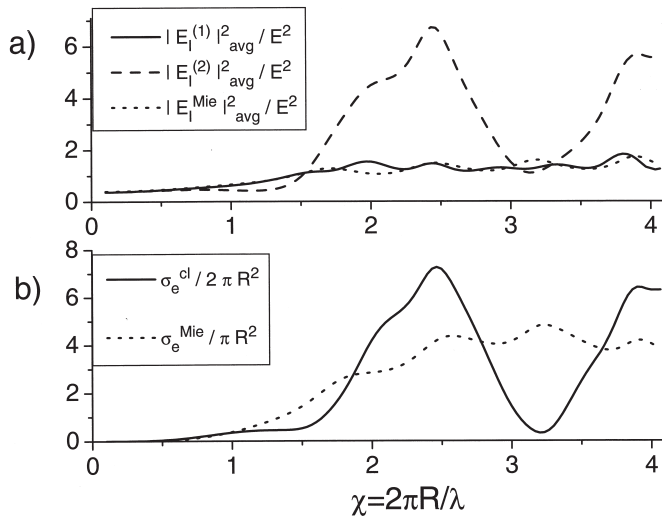 a)
| E_I^(1) |^2_avg / E^2
| E_I^(2) |^2_avg / E^2
| E_I^Mie |^2_avg / E^2
6
4
2
0
0 1 2 3 4
b)
σ_e^cl / 2 π R^2
σ_e^Mie / π R^2
8
6
4
2
0
0 1 2 3 4
χ=2πR/λ